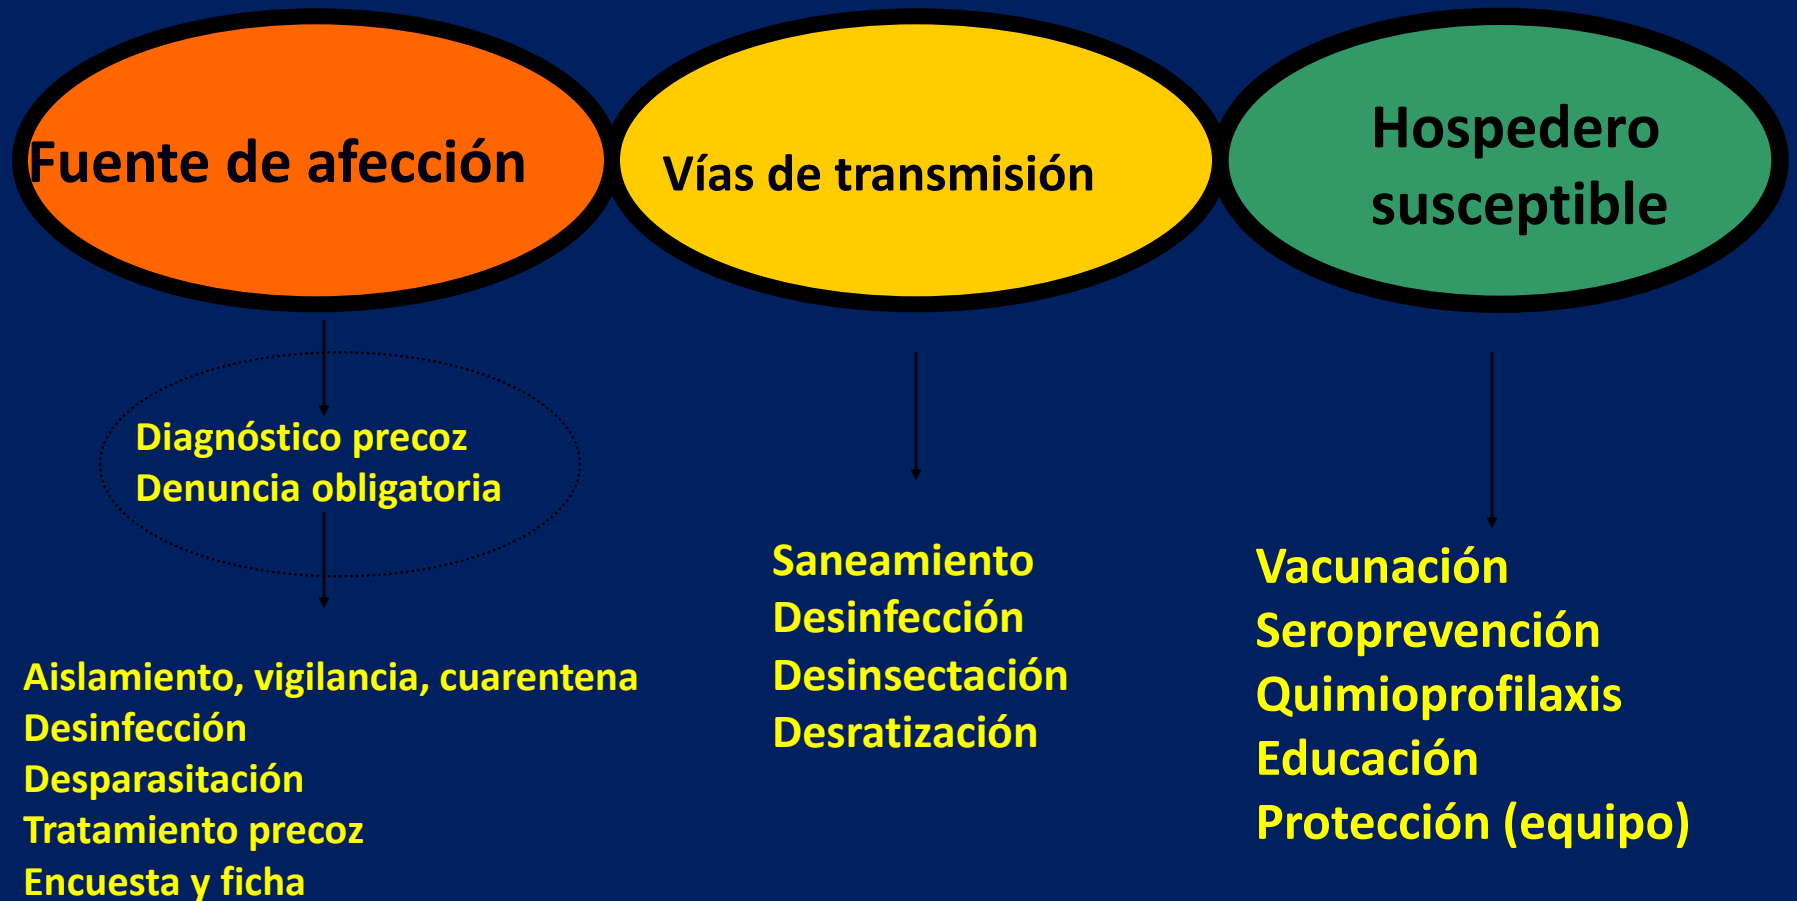 Fuente de afección
Vías de transmisión
Hospedero
susceptible
Diagnóstico precoz
Denuncia obligatoria
Aislamiento, vigilancia, cuarentena
Desinfección
Desparasitación
Tratamiento precoz
Encuesta y ficha
Saneamiento
Desinfección
Desinsectación
Desratización
Vacunación
Seroprevención
Quimioprofilaxis
Educación
Protección (equipo)